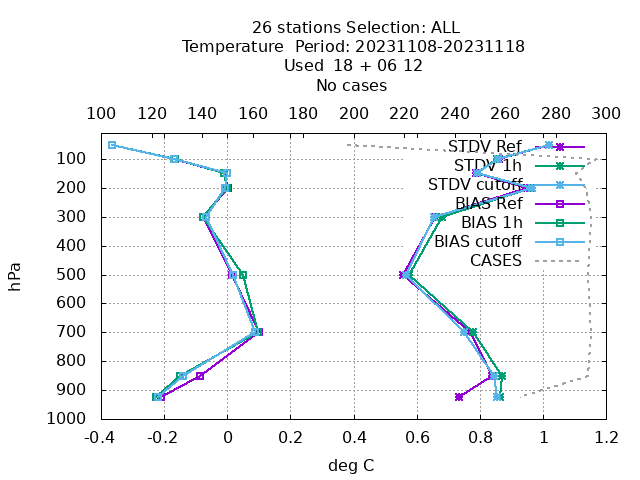 26 stations Selection: ALL
Temperature  Period: 20231108-20231118
Used  18 + 06 12
No cases
100 120 140 160 180 200 220 240 260 280 300
STDV Ref
STDV 1h
STDV cutoff
BIAS Ref
BIAS 1h
BIAS cutoff
CASES
100
200
300
400
500
600
700
800
900
1000
hPa
-0.4 -0.2 0 0.2 0.4 0.6 0.8 1 1.2
deg C